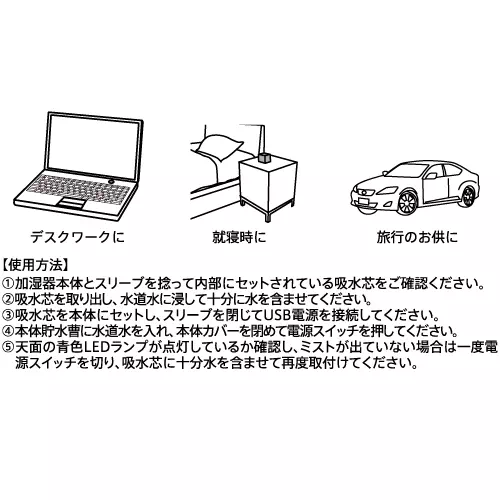 デスクワークに
就寝時に
旅行のお供に
【使用方法】
①加湿器本体とスリーブを捻って内部にセットされている吸水芯をご確認ください。
②吸水芯を取り出し、水道水に浸して十分に水を含ませてください。
③吸水芯を本体にセットし、スリーブを閉じてUSB電源を接続してください。
④本体貯水曹に水道水を入れ、本体カバーを閉めて電源スイッチを押してください。
⑤天面の青色LEDランプが点灯しているか確認し、ミストが出ていない場合は一度電
源スイッチを切り、吸水芯に十分水を含ませて再度取付けてください。